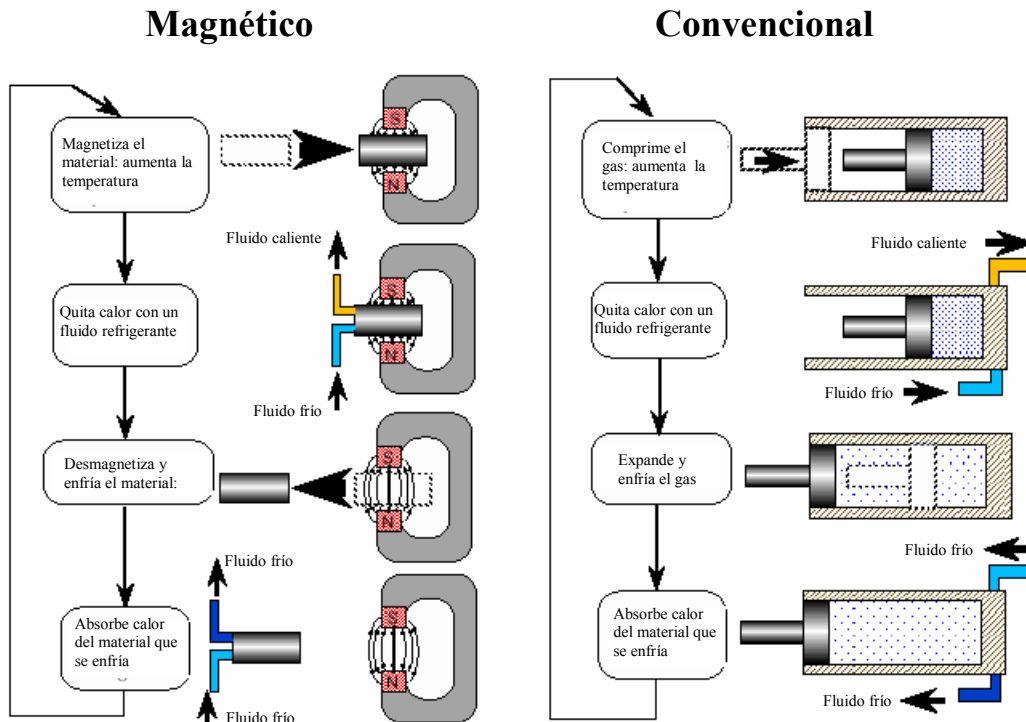 Magnético
Magnetiza el
material: aumenta la
temperatura
S
N
Fluido caliente
Quita calor con un
fluido refrigerante
S
N
Fluido frío
Desmagnetiza y
enfría el material:
S
N
Fluido frío
Absorbe calor
del material que
se enfría
S
N
Fluido frío
Convencional
Comprime el
gas: aumenta la
temperatura
Fluido caliente
Quita calor con un
fluido refrigerante
Fluido frío
Expande y
enfría el gas
Fluido frío
Absorbe calor
del material que
se enfría
Fluido frío